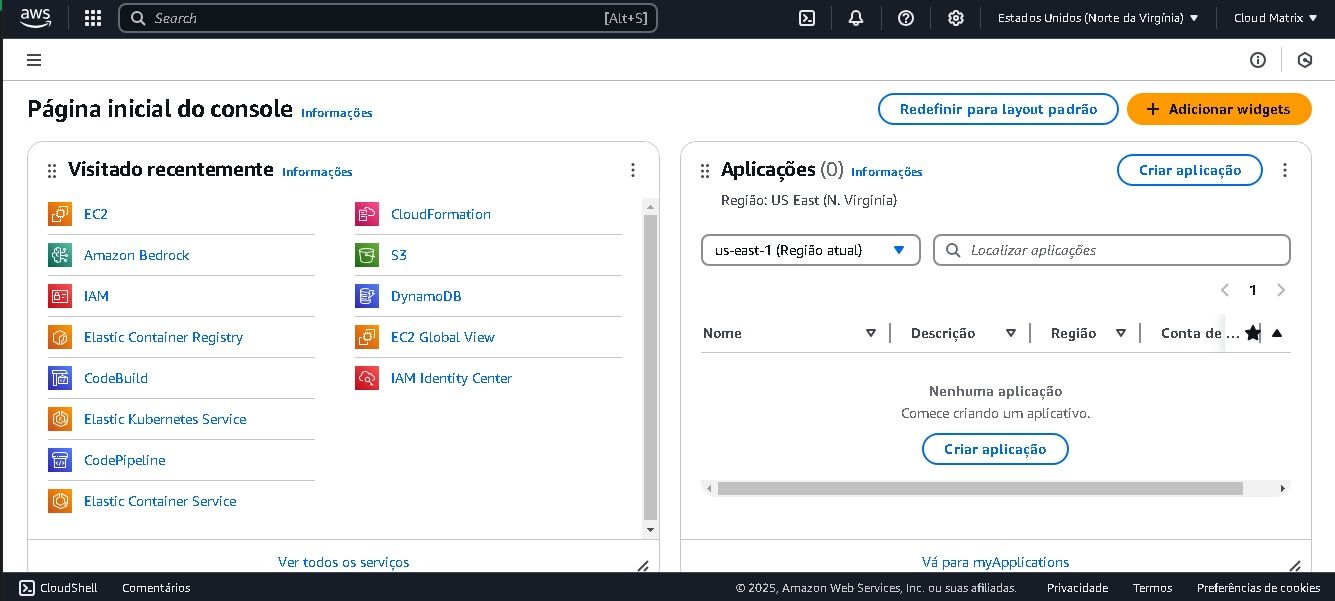 aws
Search [Alt+S]
Estados Unidos (Norte da Virgínia) ▼
Cloud Matrix ▼
Página inicial do console Informações
Redefinir para layout padrão
+ Adicionar widgets
Visitado recentemente Informações
EC2
Amazon Bedrock
IAM
Elastic Container Registry
CodeBuild
Elastic Kubernetes Service
CodePipeline
Elastic Container Service
CloudFormation
S3
DynamoDB
EC2 Global View
IAM Identity Center
Ver todos os serviços
Aplicações (0) Informações
Criar aplicação
Região: US East (N. Virginia)
us-east-1 (Região atual)
Localizar aplicações
1
Nome Descrição Região Conta de ...
Nenhuma aplicação
Comece criando um aplicativo.
Criar aplicação
Vá para myApplications
CloudShell Comentários © 2025, Amazon Web Services, Inc. ou suas afiliadas. Privacidade Termos Preferências de cookies